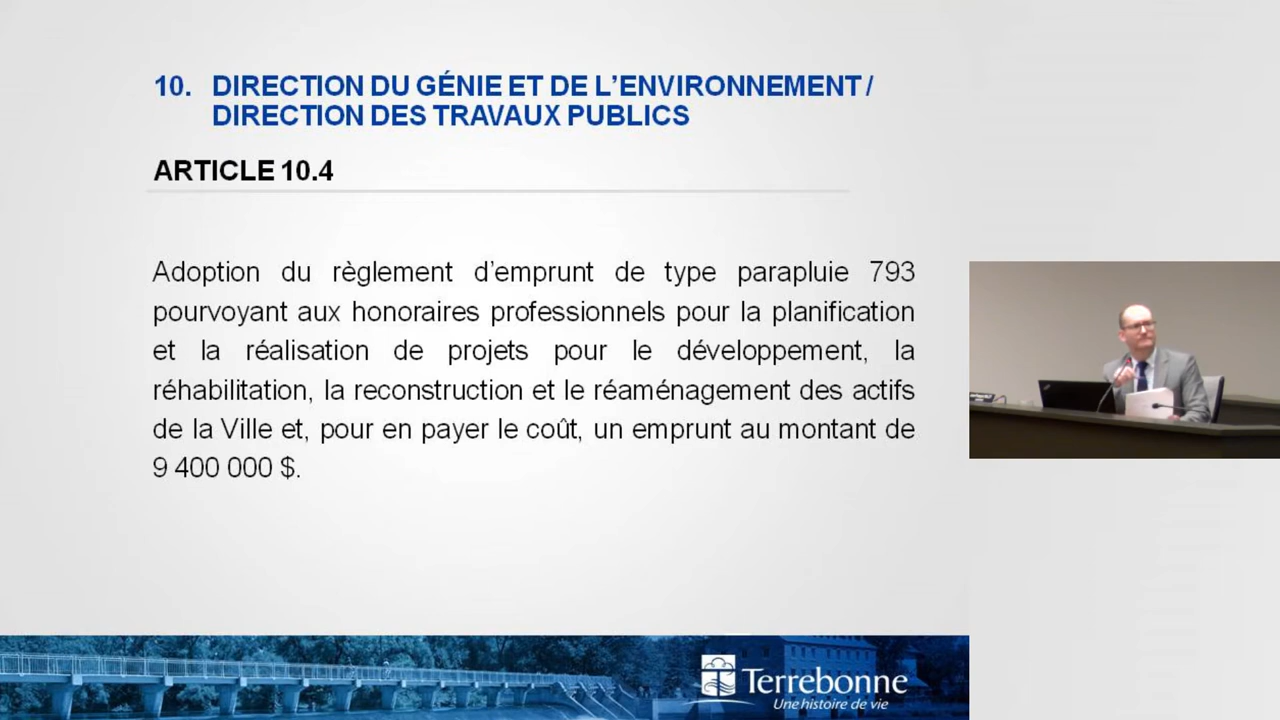 10. DIRECTION DU GÉNIE ET DE L'ENVIRONNEMENT /
DIRECTION DES TRAVAUX PUBLICS
ARTICLE 10.4
Adoption du règlement d'emprunt de type parapluie 793
pourvoyant aux honoraires professionnels pour la planification
et la réalisation de projets pour le développement, la
réhabilitation, la reconstruction et le réaménagement des actifs
de la Ville et, pour en payer le coût, un emprunt au montant de
9 400 000 $.
Terrebonne
Une histoire de vie